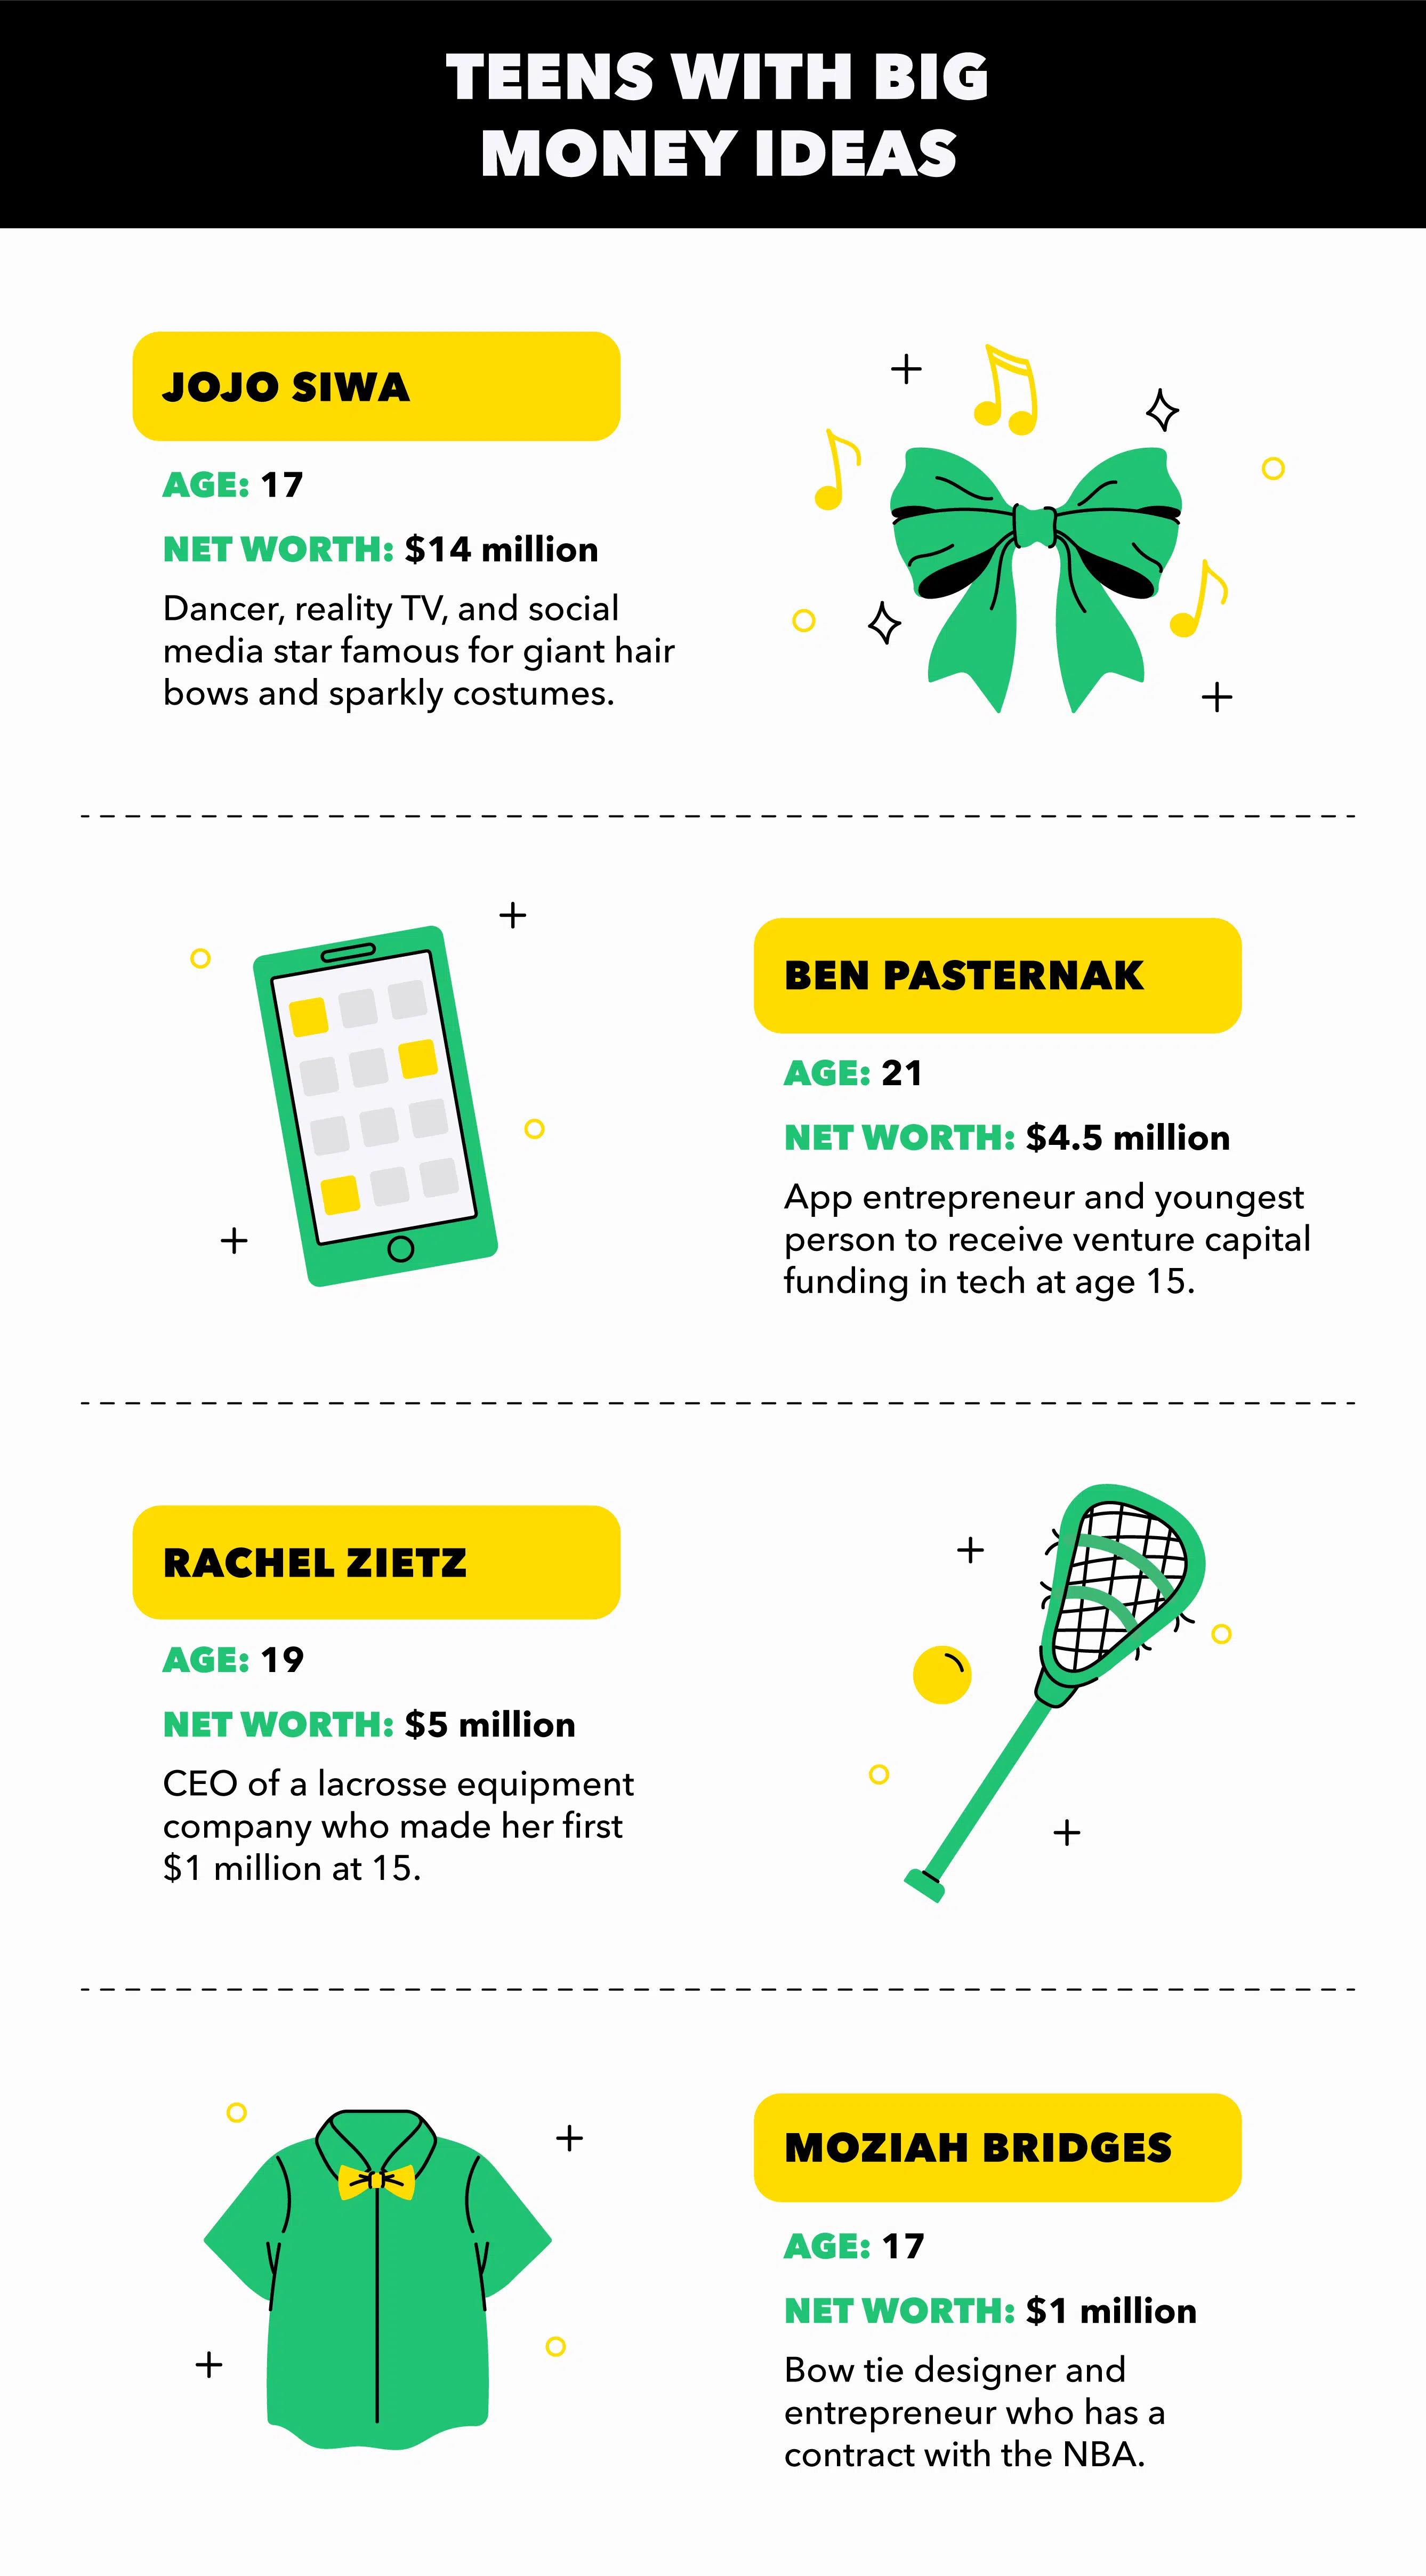 TEENS WITH BIG
MONEY IDEAS
JOJO SIWA
AGE: 17
NET WORTH: $14 million
Dancer, reality TV, and social
media star famous for giant hair
bows and sparkly costumes.
BEN PASTERNAK
AGE: 21
NET WORTH: $4.5 million
App entrepreneur and youngest
person to receive venture capital
funding in tech at age 15.
RACHEL ZIETZ
AGE: 19
NET WORTH: $5 million
CEO of a lacrosse equipment
company who made her first
$1 million at 15.
MOZIAH BRIDGES
AGE: 17
NET WORTH: $1 million
Bow tie designer and
entrepreneur who has a
contract with the NBA.